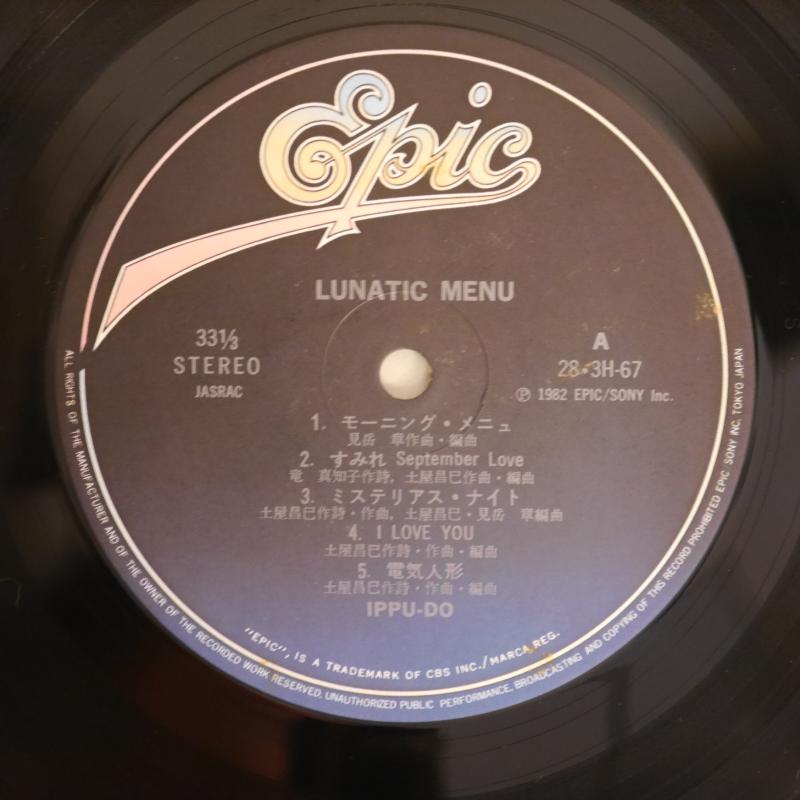 Epic
LUNATIC MENU
33⅓
STEREO
JASRAC
A
28・3H-67
Ⓟ 1982 EPIC/SONY Inc.
1. モーニング・メニュ
見岳 章作曲・編曲
2. すみれ September Love
竜 真知子作詩, 土屋昌巳作曲・編曲
3. ミステリアス・ナイト
土屋昌巳作詩・作曲, 土屋昌巳・見岳 章編曲
4. I LOVE YOU
土屋昌巳作詩・作曲・編曲
5. 電気人形
土屋昌巳作詩・作曲・編曲
IPPU-DO
"EPIC", IS A TRADEMARK OF CBS INC./MARCA REG.
ALL RIGHTS OF THE MANUFACTURER AND OF THE OWNER OF THE RECORDED WORK RESERVED. UNAUTHORIZED PUBLIC PERFORMANCE, BROADCASTING AND COPYING OF THIS RECORD PROHIBITED EPIC/SONY INC. TOKYO JAPAN